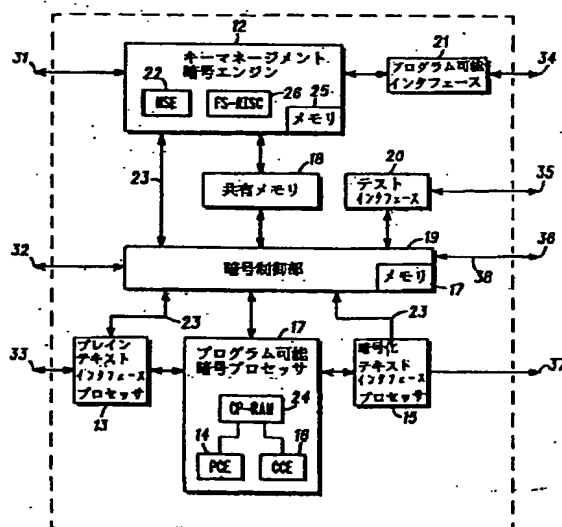 12
キーマネージメント
暗号エンジン
22
26
25
NSE
FS-RISC
メモリ
21
プログラム可能
インタフェース
31
34
23
18
共有メモリ
20
テスト
インタフェース
35
19
暗号制御部
メモリ
17
32
36
38
23
17
23
33
プレイン
テキスト
インタフェース
プロセッサ
13
プログラム可能
暗号プロセッサ
24
CP-RAM
14
PCE
16
CCE
暗号化
テキスト
インタフェース
プロセッサ
15
37